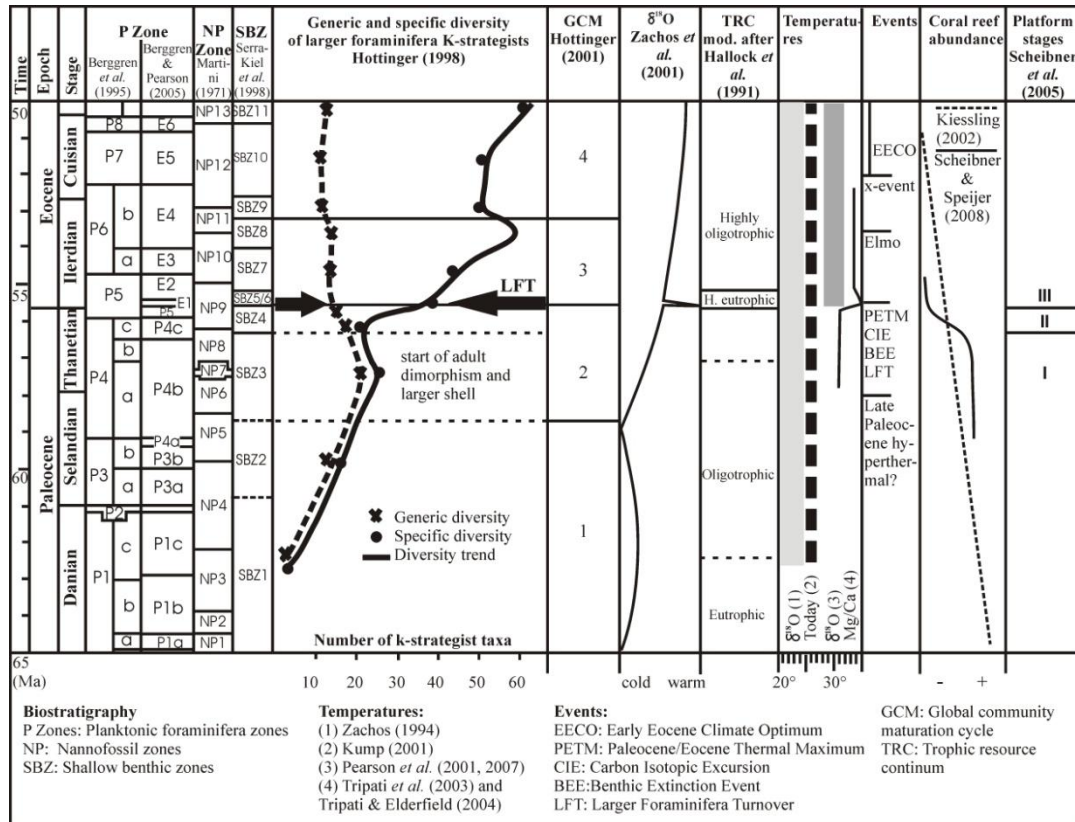 Time
Epoch
Stage
P Zone
Berggren
et al.
(1995)
Berggren
& Pearson
(2005)
NP
Zone
Marti-
ni
(1971)
SBZ
Serra-
Kiel
et al.
(1998)
Generic and specific diversity
of larger foraminifera K-strategists
Hottinger (1998)
GCM
Hottinger
(2001)
δ¹⁸O
Zachos
et al.
2001)
TRC
mod. after
Hallock et
al.
(1991)
Temperatu-
res
Events
Coral reef
abundance
Platform
stages
Scheibner
et al.
(2005)
50
55
60
65
(Ma)
Eocene
Paleocene
Cuisian
Ilerdian
Thanetian
Selandian
Danian
P8
P7
P6
b
a
P5
P4
c
b
a
P3
b
a
P2
P1
c
b
a
E6
E5
E4
E3
E2
E1
P5
P4c
P4b
P4a
P3b
P3a
P1c
P1b
P1a
NP13
NP12
NP11
NP10
NP9
NP8
NP7
NP6
NP5
NP4
NP3
NP2
NP1
SBZ11
SBZ10
SBZ9
SBZ8
SBZ7
SBZ5/6
SBZ4
SBZ3
SBZ2
SBZ1
LFT
start of adult
dimorphism and
larger shell
Generic diversity
Specific diversity
Diversity trend
Number of k-strategist taxa
10 20 30 40 50 60
4
3
2
1
cold warm
Highly
oligotrophic
H. eutrophic
Oligotrophic
Eutrophic
δ¹⁸O (1)
Today (2)
δ¹⁸O (3)
Mg/Ca (4)
20° 30°
EECO
x-event
Elmo
PETM
CIE
BEE
LFT
Late
Paleo-
cene hy-
perther-
mal?
Kiessling
(2002)
Scheibner
&
Speijer
(2008)
- +
III
II
I
Biostratigraphy
P Zones: Planktonic foraminifera zones
NP: Nannofossil zones
SBZ: Shallow benthic zones
Temperatures:
(1) Zachos (1994)
(2) Kump (2001)
(3) Pearson et al. (2001, 2007)
(4) Tripati et al. (2003) and
Tripati & Elderfield (2004)
Events:
EECO: Early Eocene Climate Optimum
PETM: Paleocene/Eocene Thermal Maximum
CIE: Carbon Isotopic Excursion
BEE:Benthic Extinction Event
LFT: Larger Foraminifera Turnover
GCM: Global community
maturation cycle
TRC: Trophic resource
continum